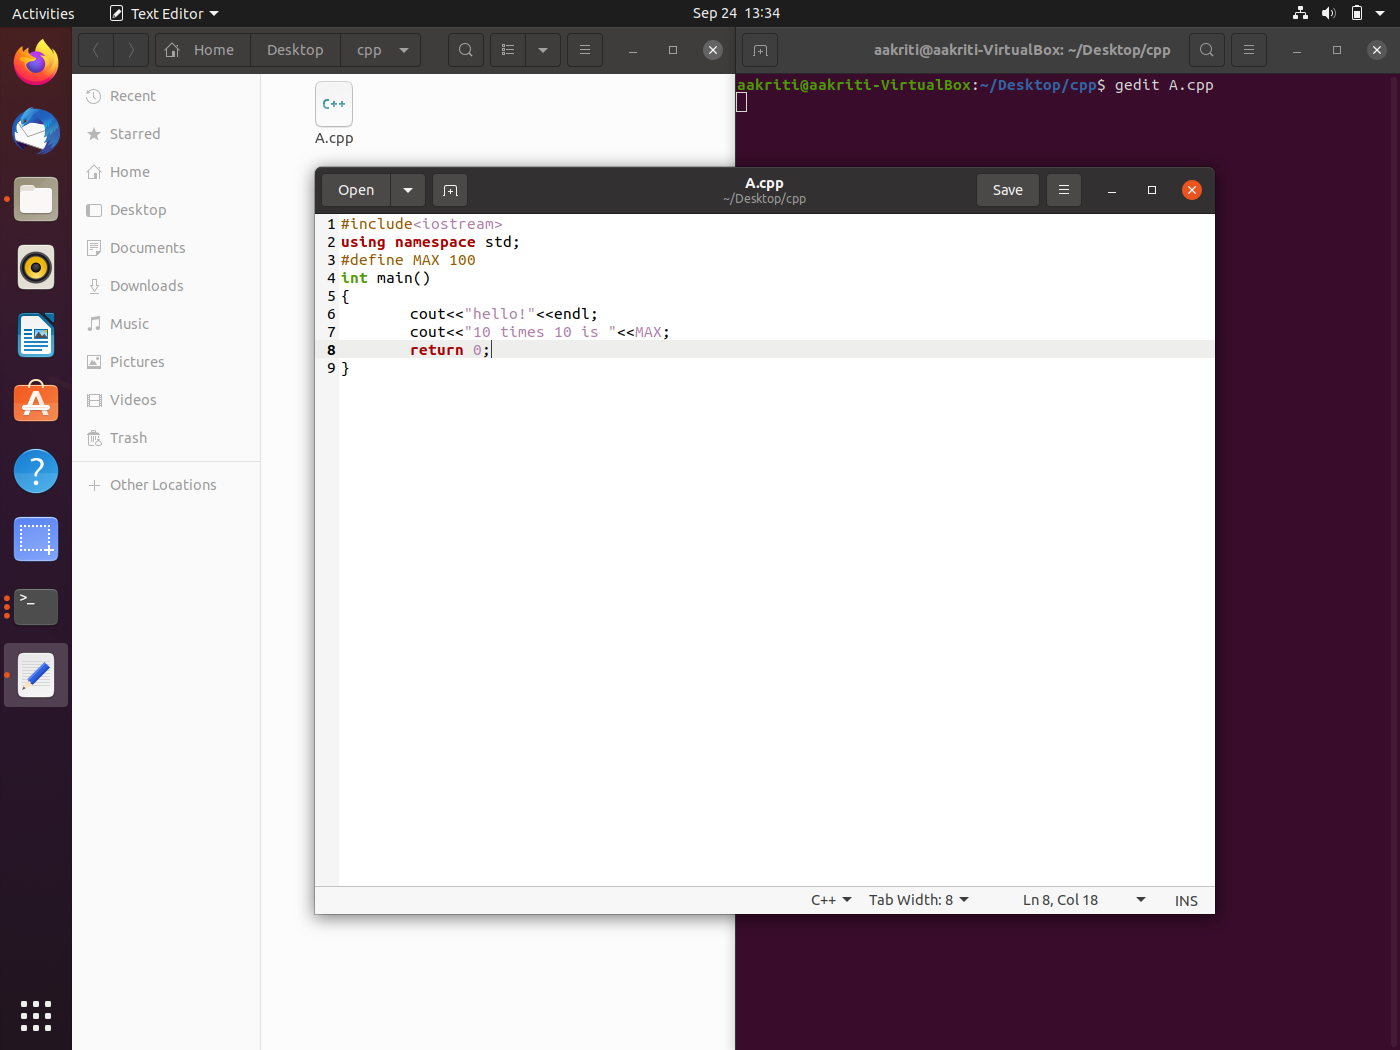 Activities
Text Editor
Sep 24 13:34
Home
Desktop
cpp
aakriti@aakriti-VirtualBox: ~/Desktop/cpp
Recent
Starred
Home
Desktop
Documents
Downloads
Music
Pictures
Videos
Trash
Other Locations
C++
A.cpp
aakriti@aakriti-VirtualBox:~/Desktop/cpp$ gedit A.cpp
Open
A.cpp
~/Desktop/cpp
Save
1 #include<iostream>
2 using namespace std;
3 #define MAX 100
4 int main()
5 {
6 cout<<"hello!"<<endl;
7 cout<<"10 times 10 is "<<MAX;
8 return 0;
9 }
C++
Tab Width: 8
Ln 8, Col 18
INS